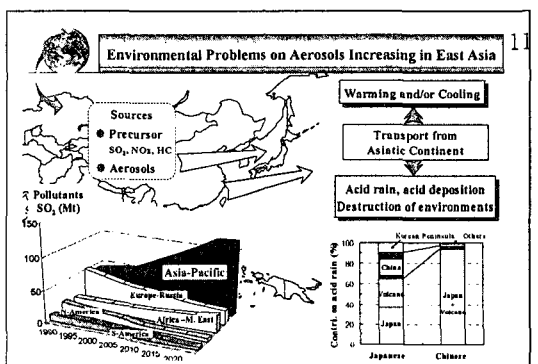 11
Environmental Problems on Aerosols Increasing in East Asia
Sources
Precursor
SO₂, NOx, HC
Aerosols
Warming and/or Cooling
Transport from
Asiatic Continent
Acid rain, acid deposition
Destruction of environments
Pollutants
SO₂ (Mt)
150
100
50
0
Asia-Pacific
Europe-Russia
Africa-M. East
N-America
S-America
1990
1995
2000
2005
2010
2015
2020
Contri. on acid rain (%)
100
80
60
40
20
0
Korean Peninsula
Others
China
Volcano
Japan
Japan
Volcano
Japanese
Chinese